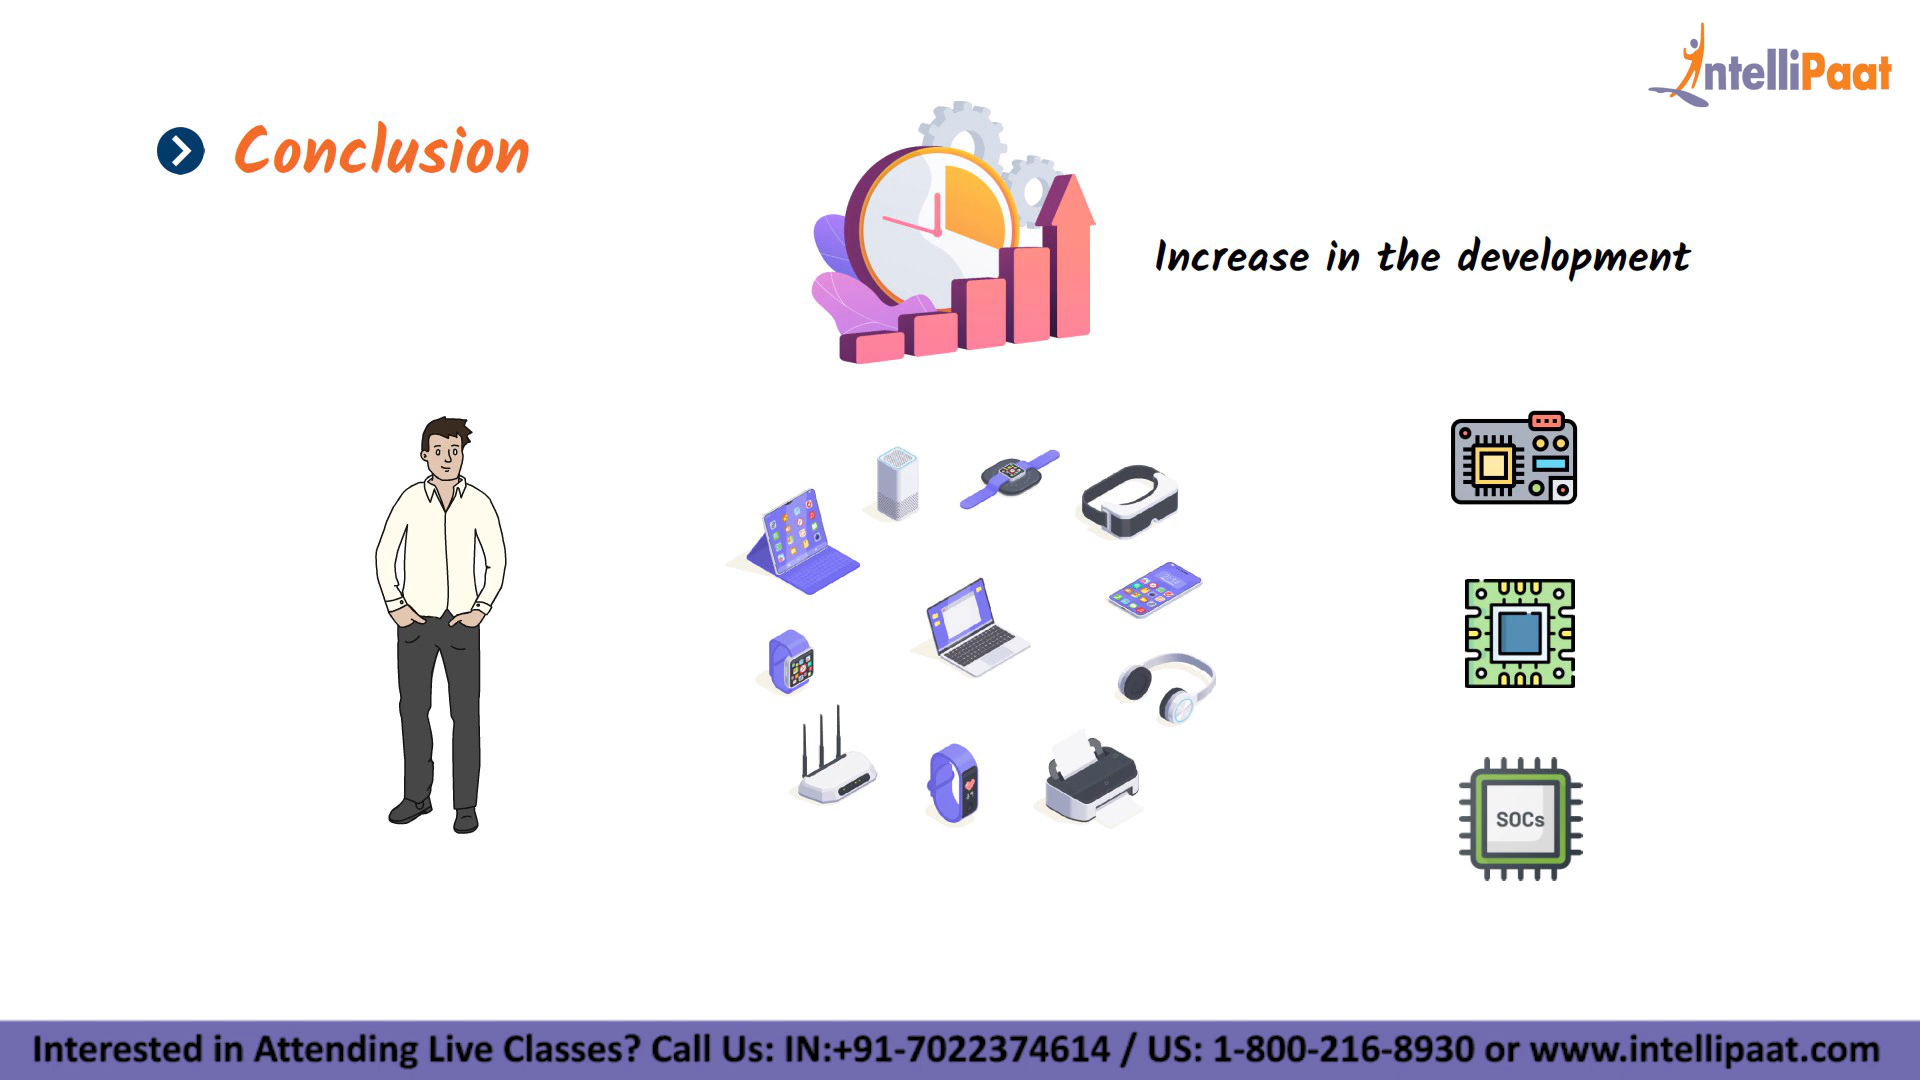 IntelliPaat
Conclusion
Increase in the development
SOCs
Interested in Attending Live Classes? Call Us: IN:+91-7022374614 / US: 1-800-216-8930 or www.intellipaat.com